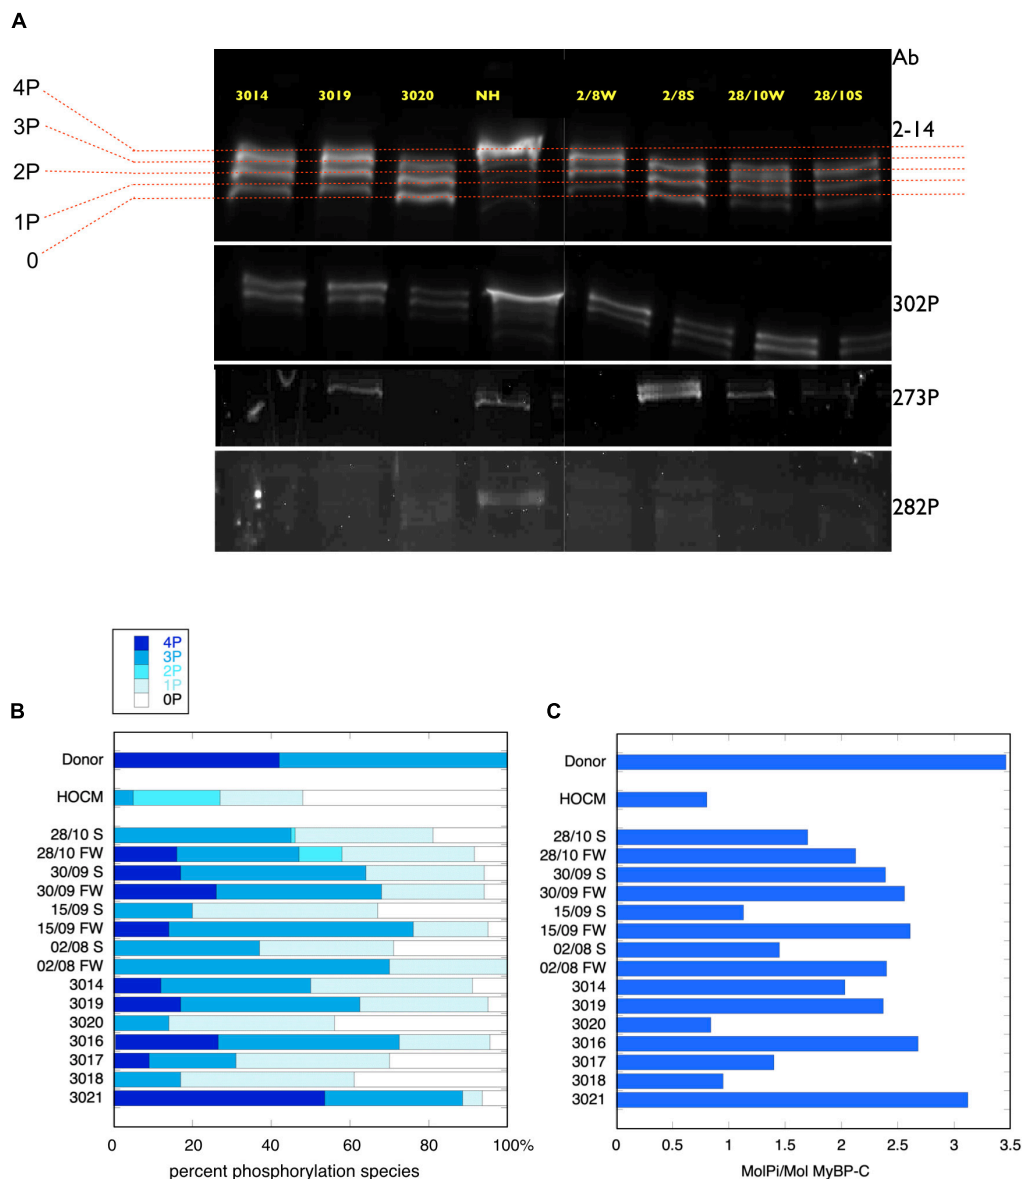 A
Ab
4P
3014 3019 3020 NH 2/8W 2/8S 28/10W 28/10S
3P
2-14
2P
1P
0
302P
273P
282P
4P
3P
2P
1P
0P
B
Donor
HOCM
28/10 S
28/10 FW
30/09 S
30/09 FW
15/09 S
15/09 FW
02/08 S
02/08 FW
3014
3019
3020
3016
3017
3018
3021
0 20 40 60 80 100%
percent phosphorylation species
C
Donor
HOCM
28/10 S
28/10 FW
30/09 S
30/09 FW
15/09 S
15/09 FW
02/08 S
02/08 FW
3014
3019
3020
3016
3017
3018
3021
0 0.5 1 1.5 2 2.5 3 3.5
MolPi/Mol MyBP-C